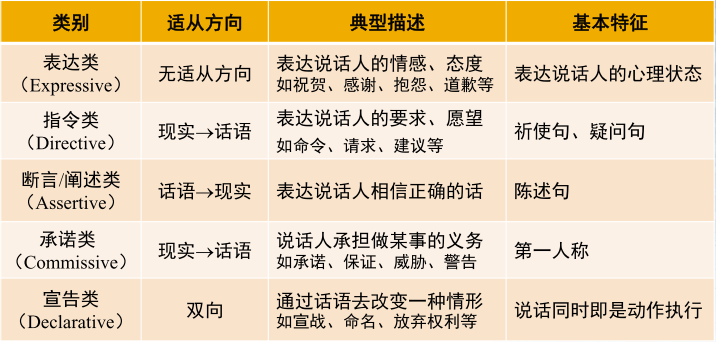 类别 适从方向 典型描述 基本特征
表达类
（Expressive）
无适从方向
表达说话人的情感、态度
如祝贺、感谢、抱怨、道歉等
表达说话人的心理状态
指令类
（Directive）
现实→话语
表达说话人的要求、愿望
如命令、请求、建议等
祈使句、疑问句
断言/阐述类
（Assertive）
话语→现实
表达说话人相信正确的话
陈述句
承诺类
（Commissive）
现实→话语
说话人承担做某事的义务
如承诺、保证、威胁、警告
第一人称
宣告类
（Declarative）
双向
通过话语去改变一种情形
如宣战、命名、放弃权利等
说话同时即是动作执行